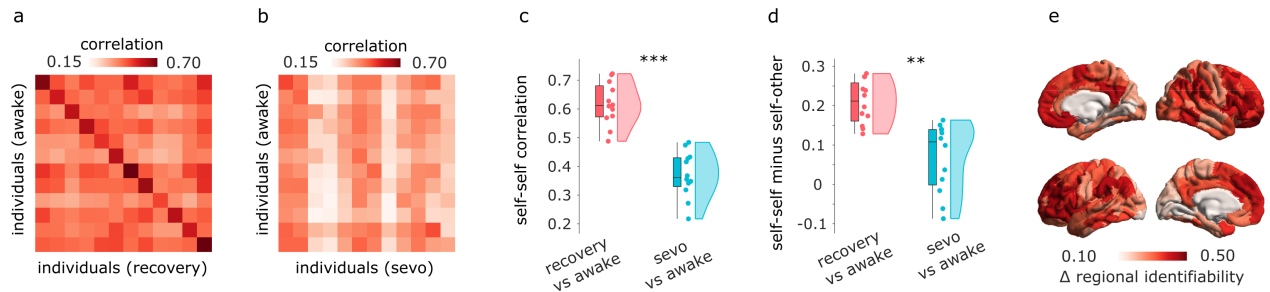 a
correlation
0.15 0.70
individuals (awake)
individuals (recovery)
b
correlation
0.15 0.70
individuals (awake)
individuals (sevo)
c
***
self-self correlation
0.7
0.6
0.5
0.4
0.3
0.2
recovery
vs awake
sevo
vs awake
d
**
self-self minus self-other
0.3
0.2
0.1
0
-0.1
recovery
vs awake
sevo
vs awake
e
0.10 0.50
Δ regional identifiability